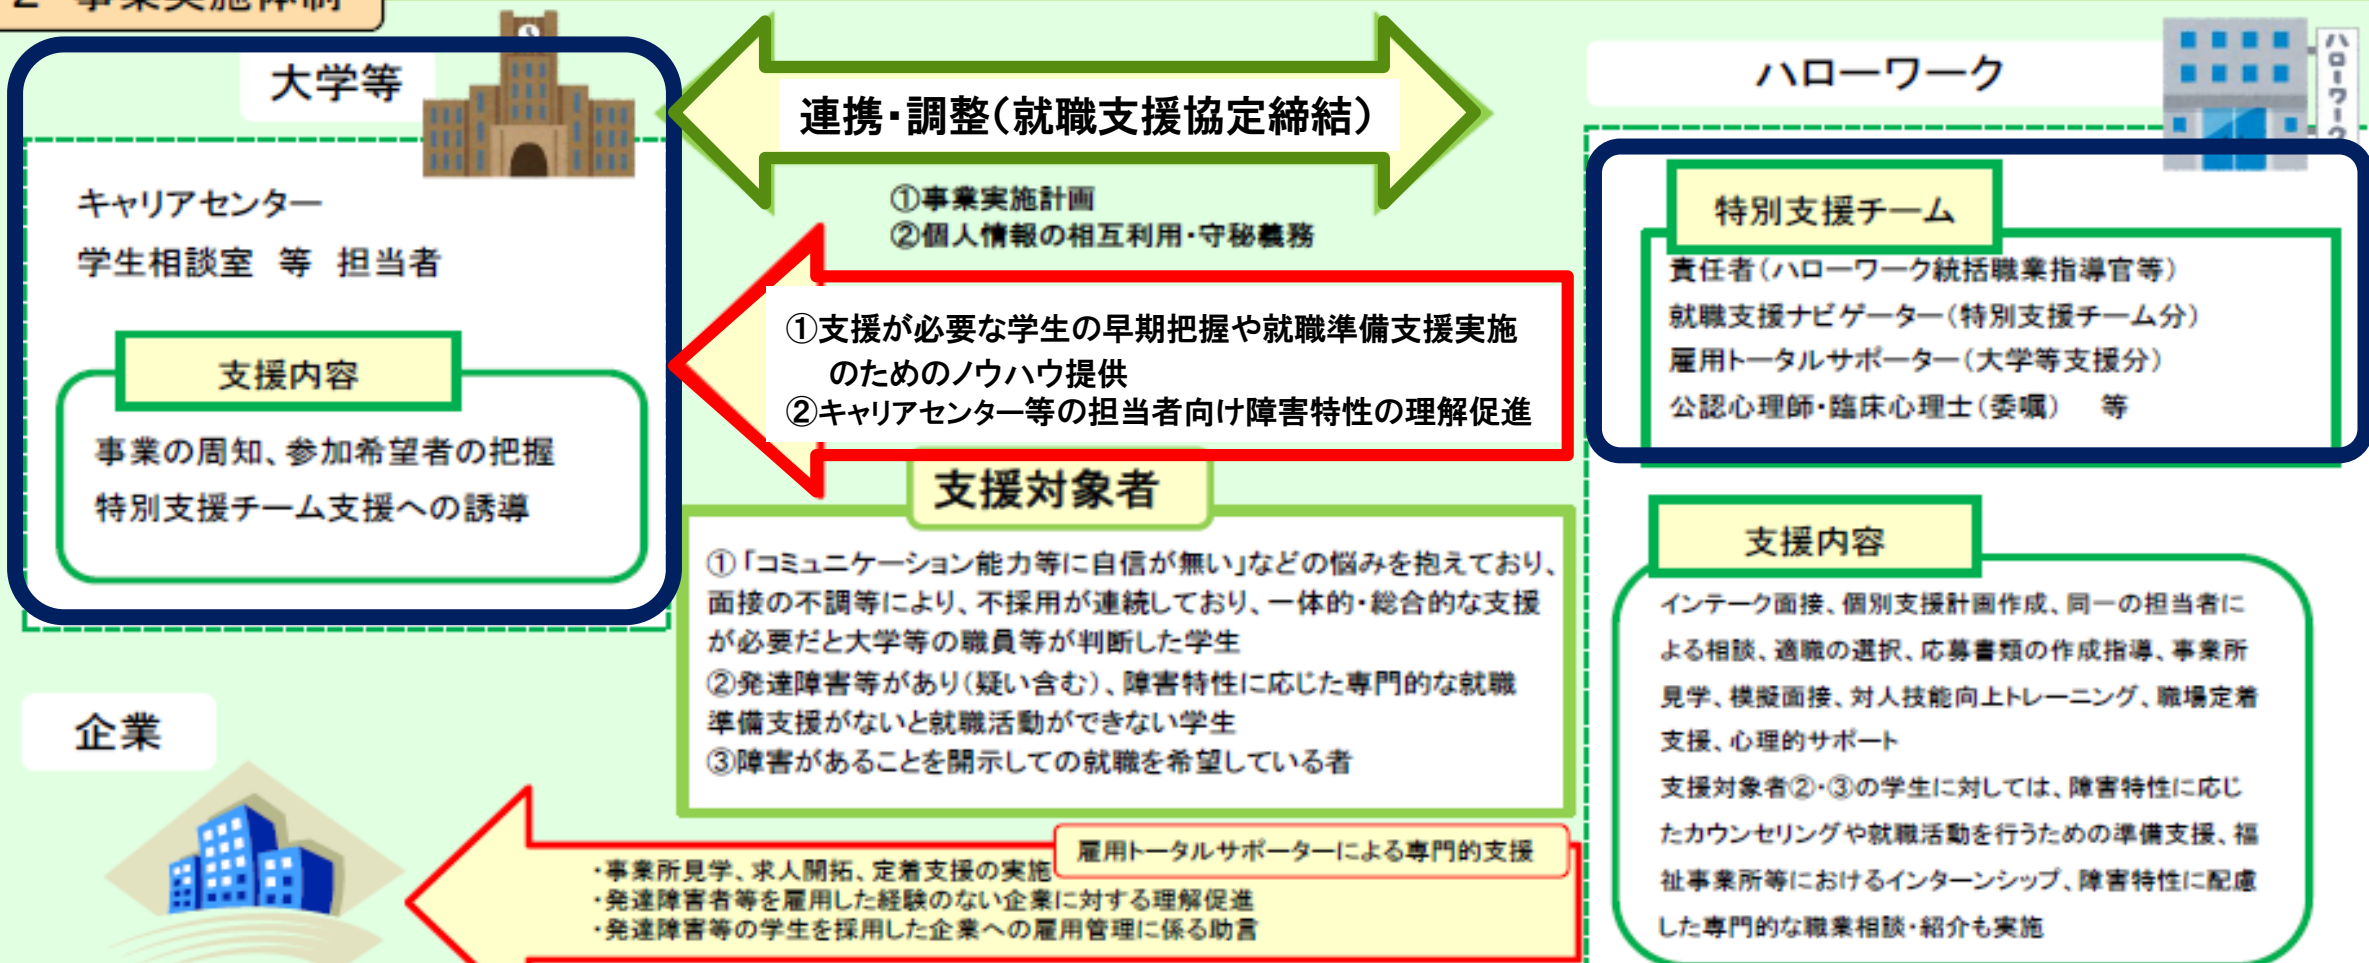 2 事業実施体制
大学等
キャリアセンター
学生相談室 等 担当者
支援内容
事業の周知、参加希望者の把握
特別支援チーム支援への誘導
連携・調整(就職支援協定締結)
①事業実施計画
②個人情報の相互利用・守秘義務
①支援が必要な学生の早期把握や就職準備支援実施
のためのノウハウ提供
②キャリアセンター等の担当者向け障害特性の理解促進
支援対象者
①「コミュニケーション能力等に自信が無い」などの悩みを抱えており、
面接の不調等により、不採用が連続しており、一体的・総合的な支援
が必要だと大学等の職員等が判断した学生
②発達障害等があり(疑い含む)、障害特性に応じた専門的な就職
準備支援がないと就職活動ができない学生
③障害があることを開示しての就職を希望している者
ハローワーク
ハローワーク
特別支援チーム
責任者(ハローワーク統括職業指導官等)
就職支援ナビゲーター(特別支援チーム分)
雇用トータルサポーター(大学等支援分)
公認心理師・臨床心理士(委嘱) 等
支援内容
インテーク面接、個別支援計画作成、同一の担当者に
よる相談、適職の選択、応募書類の作成指導、事業所
見学、模擬面接、対人技能向上トレーニング、職場定着
支援、心理的サポート
支援対象者②・③の学生に対しては、障害特性に応じ
たカウンセリングや就職活動を行うための準備支援、福
祉事業所等におけるインターンシップ、障害特性に配慮
した専門的な職業相談・紹介も実施
企業
雇用トータルサポーターによる専門的支援
・事業所見学、求人開拓、定着支援の実施
・発達障害者等を雇用した経験のない企業に対する理解促進
・発達障害等の学生を採用した企業への雇用管理に係る助言